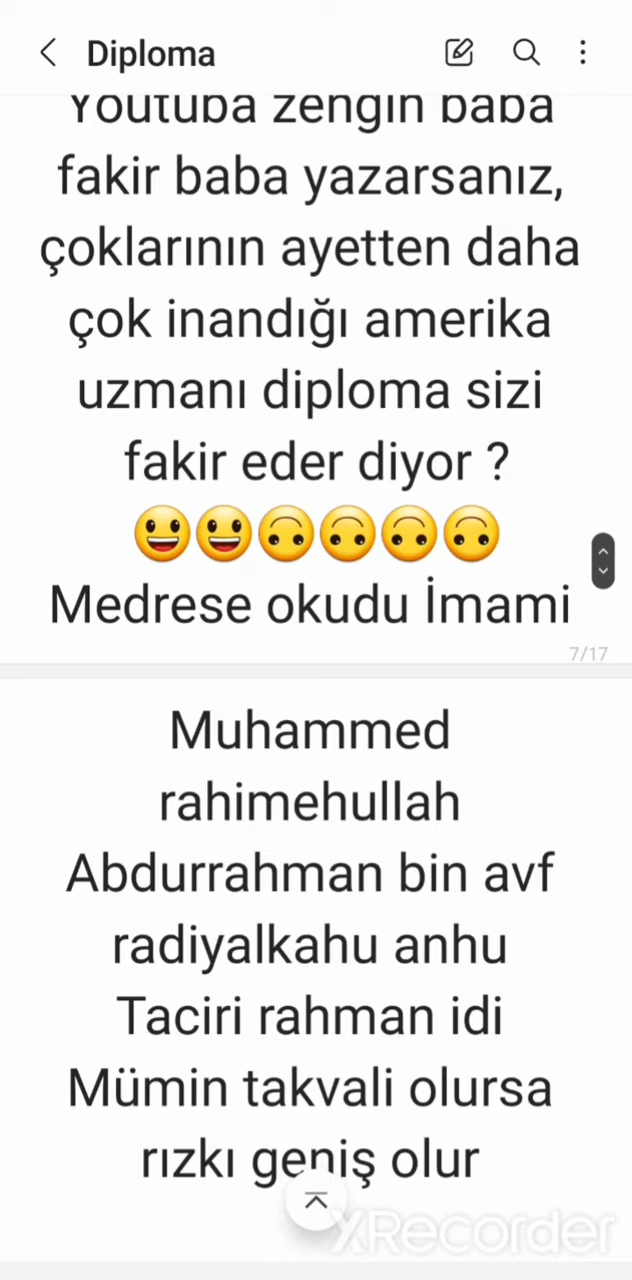 Diploma
Youtuba zengin baba
fakir baba yazarsanız,
çoklarının ayetten daha
çok inandığı amerika
uzmanı diploma sizi
fakir eder diyor ?
😃😃🙃🙃🙃🙃
Medrese okudu İmami
7/17
Muhammed
rahimehullah
Abdurrahman bin avf
radiyalkahu anhu
Taciri rahman idi
Mümin takvali olursa
rızkı geniş olur
XRecorder